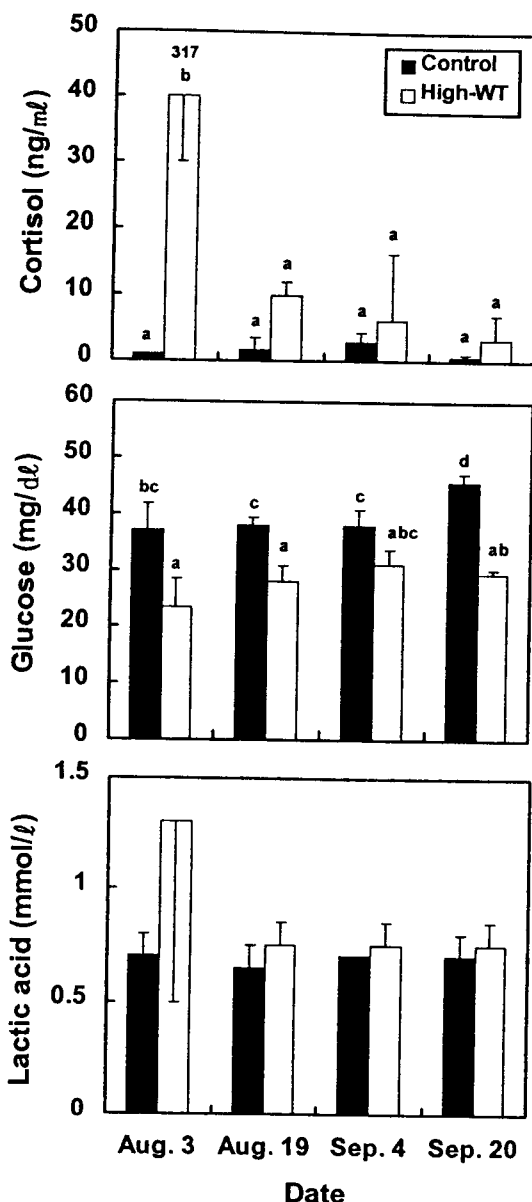 Cortisol (ng/mℓ)
50
40
30
20
10
0
317
b
a
a
a
a
a
a
a
Control
High-WT
Glucose (mg/dℓ)
60
50
40
30
20
10
0
bc
a
c
a
c
abc
d
ab
Lactic acid (mmol/ℓ)
1.5
1
0.5
0
Aug. 3 Aug. 19 Sep. 4 Sep. 20
Date